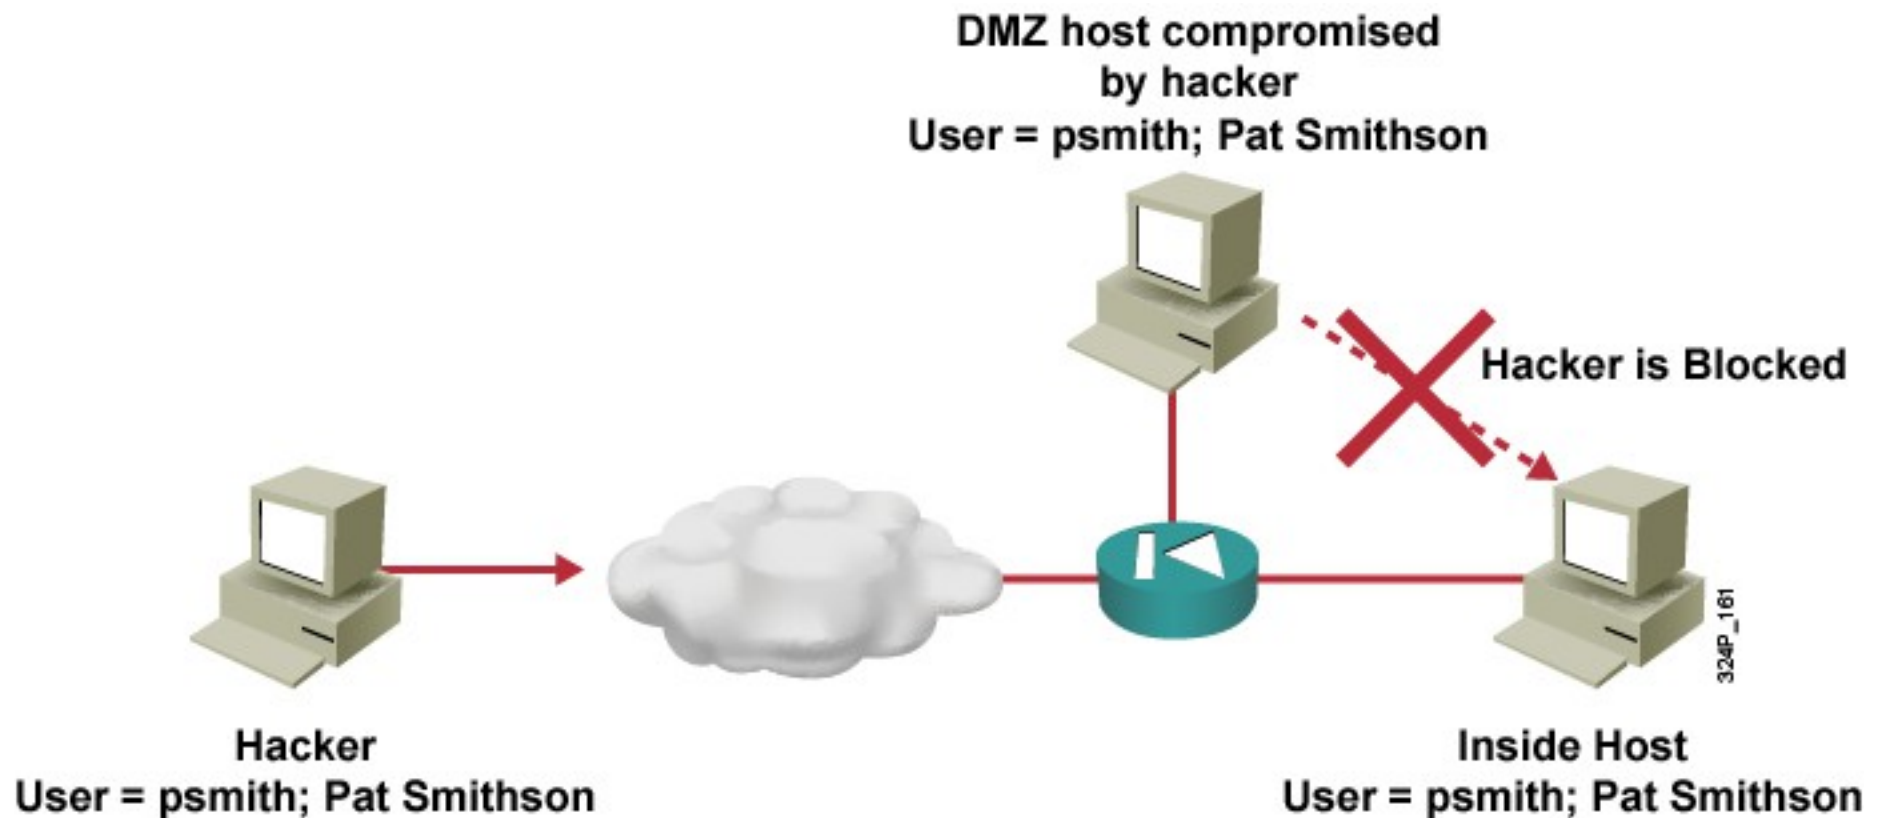 DMZ host compromised
by hacker
User = psmith; Pat Smithson
Hacker is Blocked
324P_161
Hacker
User = psmith; Pat Smithson
Inside Host
User = psmith; Pat Smithson